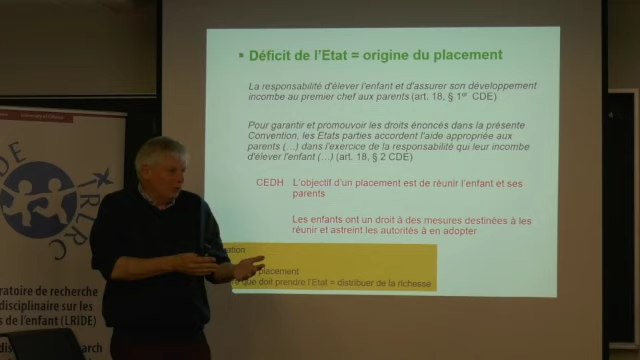 • Déficit de l'Etat = origine du placement
La responsabilité d'élever l'enfant et d'assurer son développement
incombe au premier chef aux parents (art. 18, § 1er CDE)
Pour garantir et promouvoir les droits énoncés dans la présente
Convention, les Etats parties accordent l'aide appropriée aux
parents (…) dans l'exercice de la responsabilité qui leur incombe
d'élever l'enfant (…) (art. 18, § 2 CDE)
CEDH L'objectif d'un placement est de réunir l'enfant et ses
parents
Les enfants ont un droit à des mesures destinées à les
réunir et astreint les autorités à en adopter
placement
que doit prendre l'Etat = distribuer de la richesse
IDE
IRLRC
ratoire de recherche
disciplinaire sur les
s de l'enfant (LRIDE)